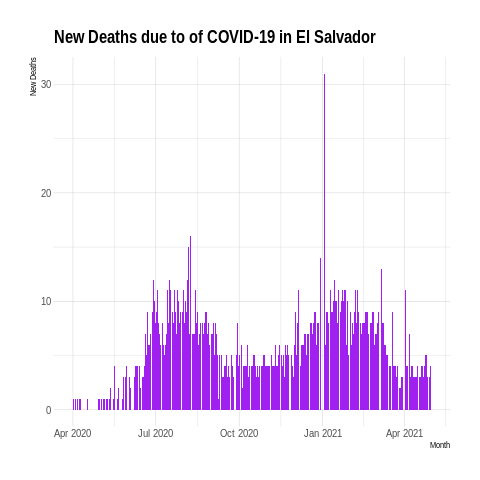 New Deaths due to of COVID-19 in El Salvador
New Deaths
30
20
10
0
Apr 2020 Jul 2020 Oct 2020 Jan 2021 Apr 2021
Month